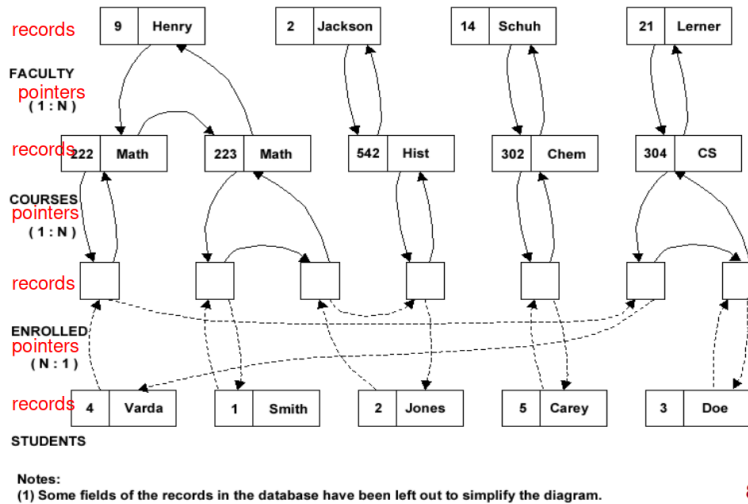 records 9 Henry 2 Jackson 14 Schuh 21 Lerner
FACULTY
pointers
( 1 : N )
records 222 Math 223 Math 542 Hist 302 Chem 304 CS
COURSES
pointers
( 1 : N )
records
ENROLLED
pointers
( N : 1 )
records 4 Varda 1 Smith 2 Jones 5 Carey 3 Doe
STUDENTS
Notes:
(1) Some fields of the records in the database have been left out to simplify the diagram.